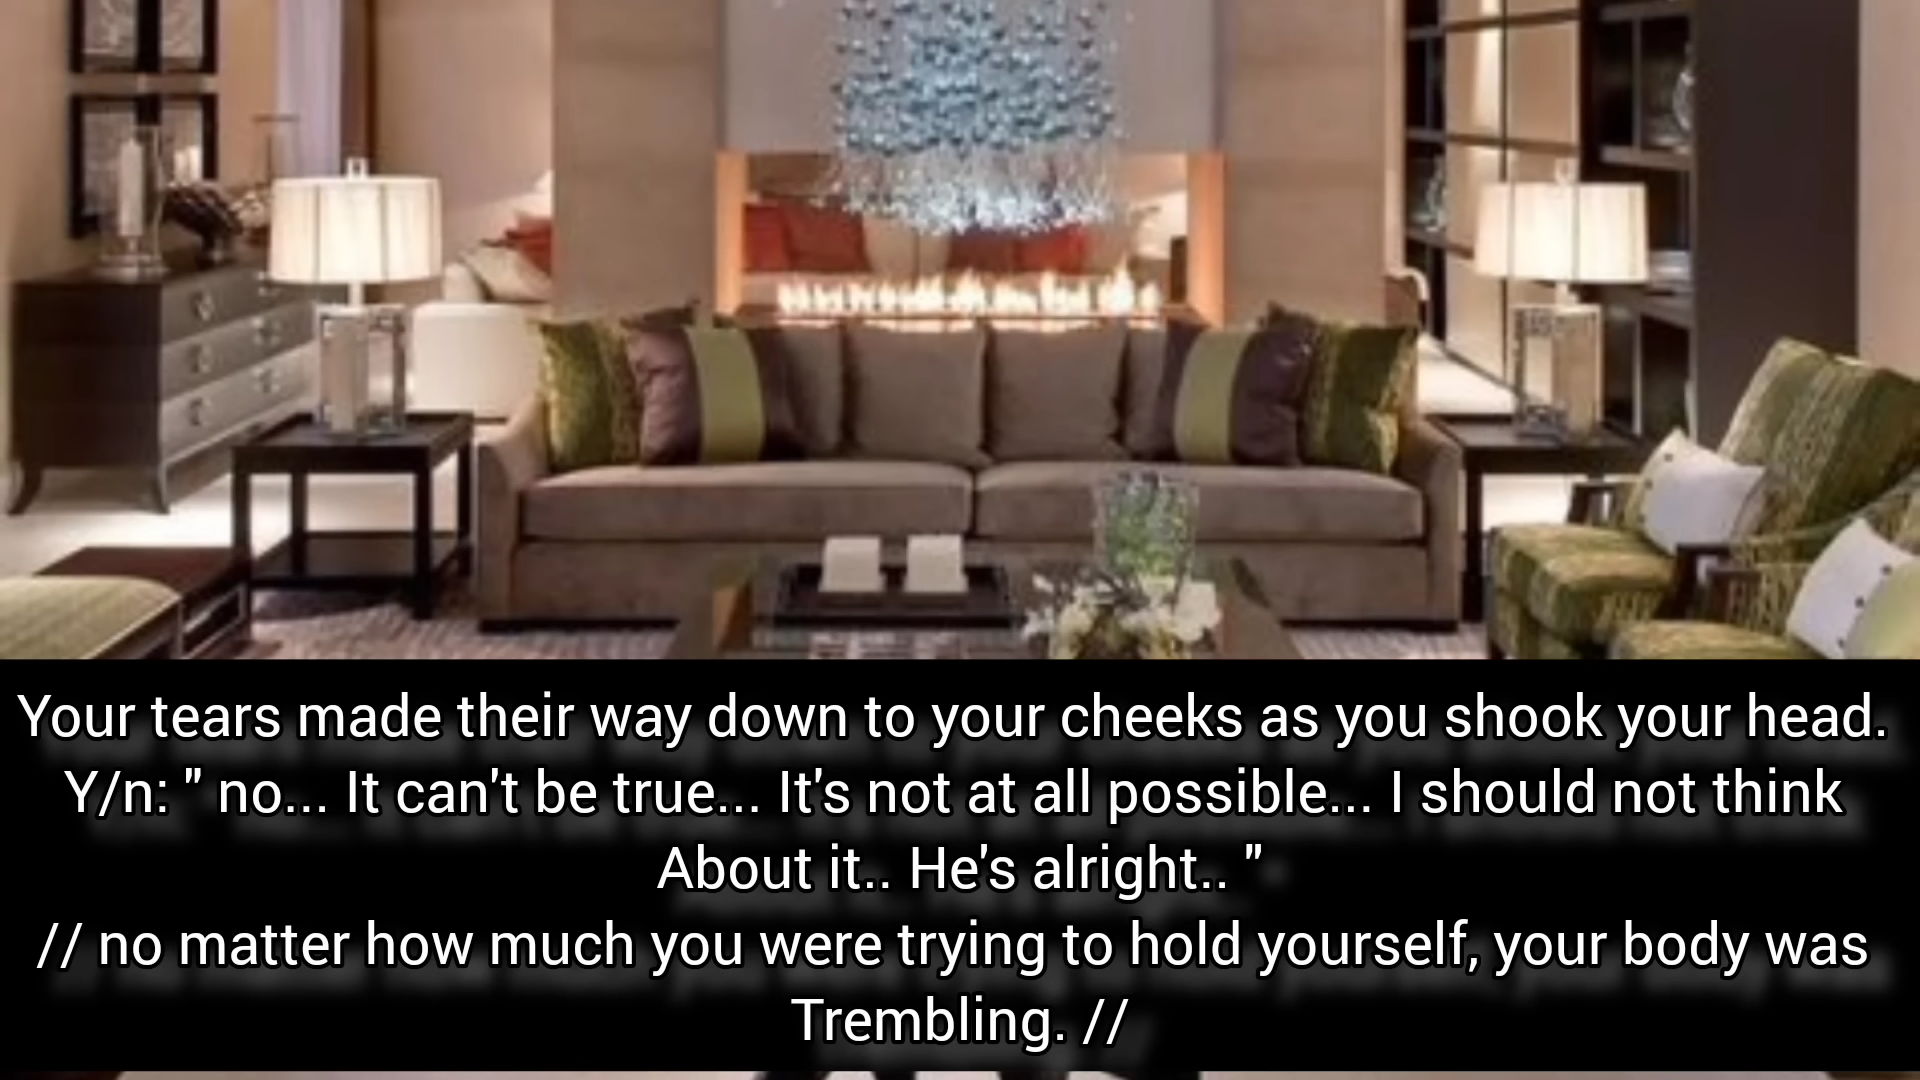 Your tears made their way down to your cheeks as you shook your head.
Y/n: " no... It can't be true... It's not at all possible... I should not think
About it.. He's alright.. "
// no matter how much you were trying to hold yourself, your body was
Trembling. //